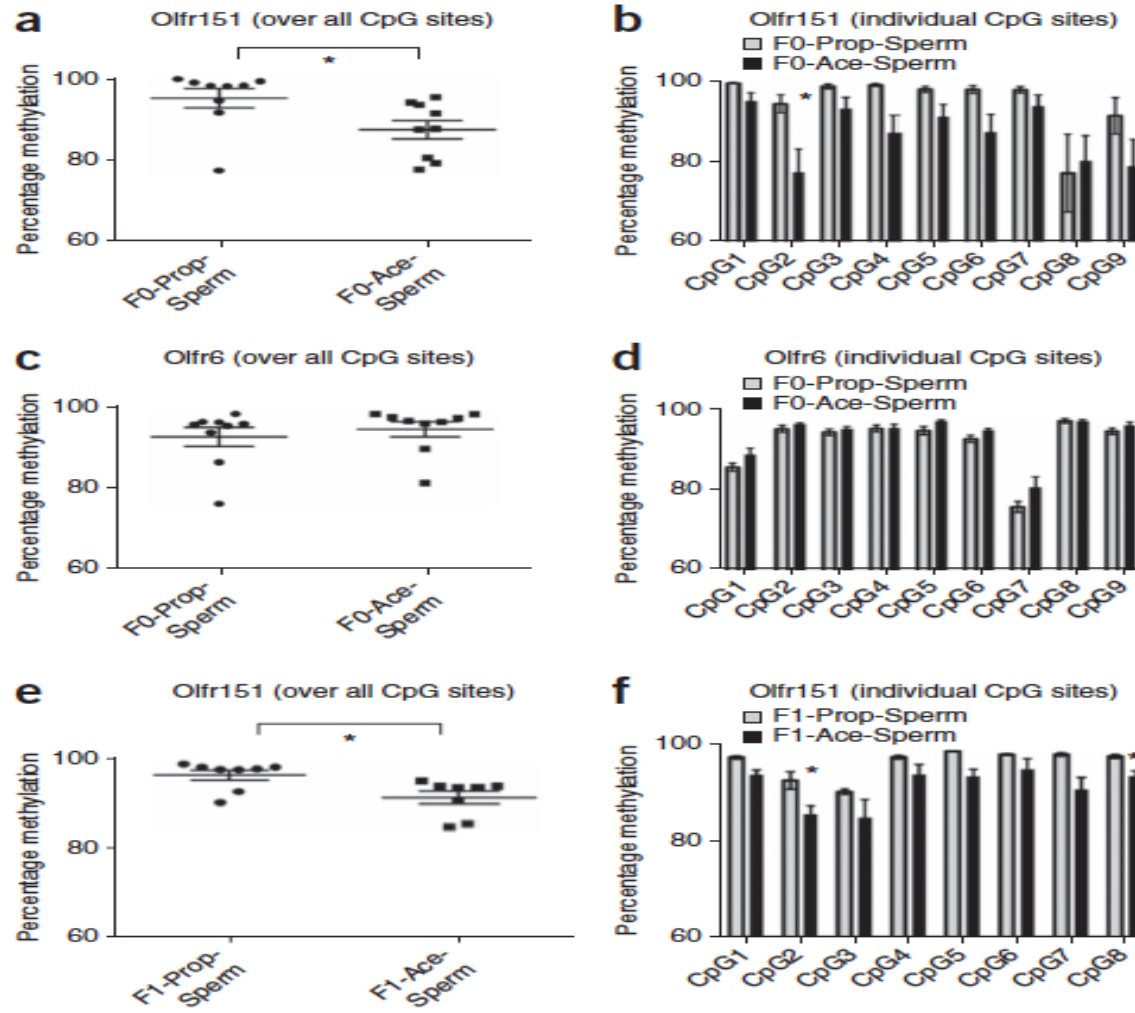 a
Olfr151 (over all CpG sites)
*
Percentage methylation
100
80
60
F0-Prop-
Sperm
F0-Ace-
Sperm
b
Olfr151 (individual CpG sites)
F0-Prop-Sperm
F0-Ace-Sperm
*
Percentage methylation
100
80
60
CpG1
CpG2
CpG3
CpG4
CpG5
CpG6
CpG7
CpG8
CpG9
c
Olfr6 (over all CpG sites)
Percentage methylation
100
80
60
F0-Prop-
Sperm
F0-Ace-
Sperm
d
Olfr6 (individual CpG sites)
F0-Prop-Sperm
F0-Ace-Sperm
Percentage methylation
100
80
60
CpG1
CpG2
CpG3
CpG4
CpG5
CpG6
CpG7
CpG8
CpG9
e
Olfr151 (over all CpG sites)
*
Percentage methylation
100
80
60
F1-Prop-
Sperm
F1-Ace-
Sperm
f
Olfr151 (individual CpG sites)
F1-Prop-Sperm
F1-Ace-Sperm
*
*
Percentage methylation
100
80
60
CpG1
CpG2
CpG3
CpG4
CpG5
CpG6
CpG7
CpG8